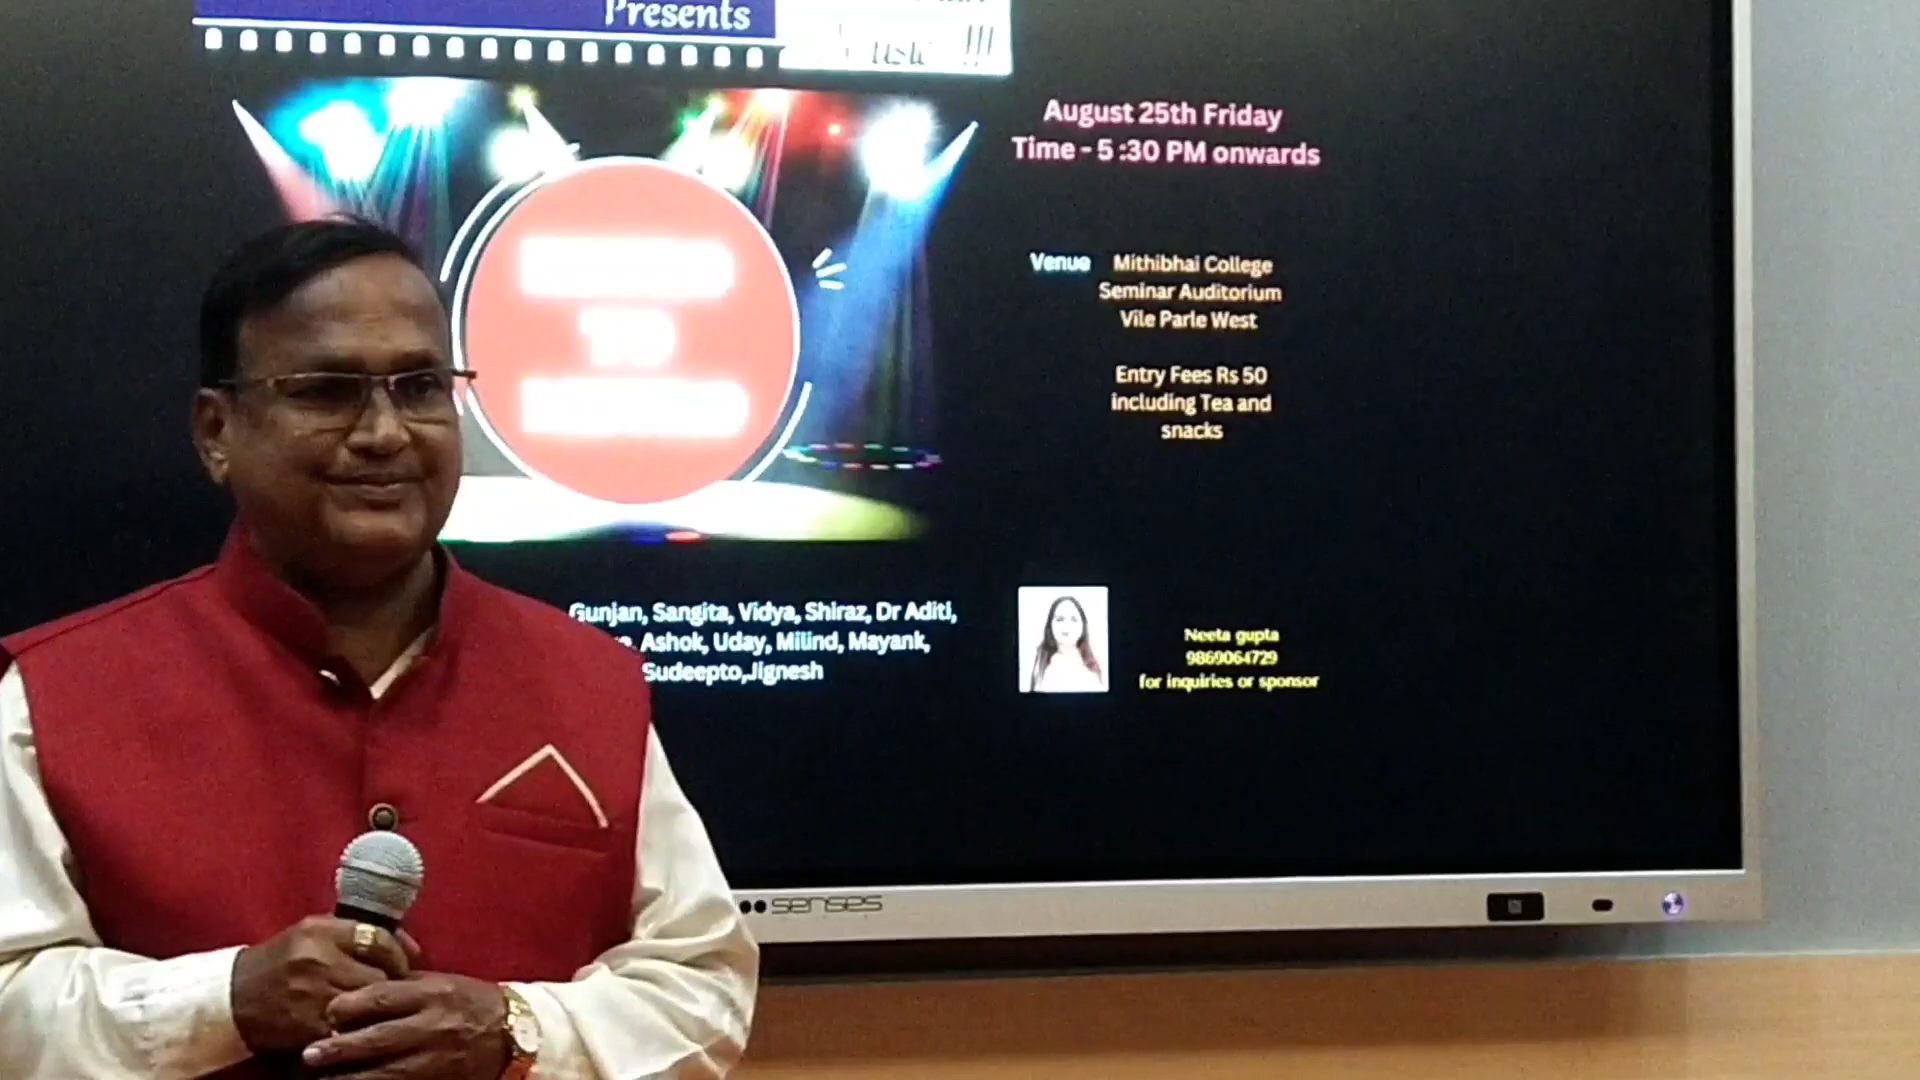 Presents
!!!
August 25th Friday
Time - 5 :30 PM onwards
Venue Mithibhai College
Seminar Auditorium
Vile Parle West
Entry Fees Rs 50
including Tea and
snacks
TO
Gunjan, Sangita, Vidya, Shiraz, Dr Aditi,
Ashok, Uday, Milind, Mayank,
Sudeepto,Jignesh
Neeta gupta
9869064729
for inquiries or sponsor
senses